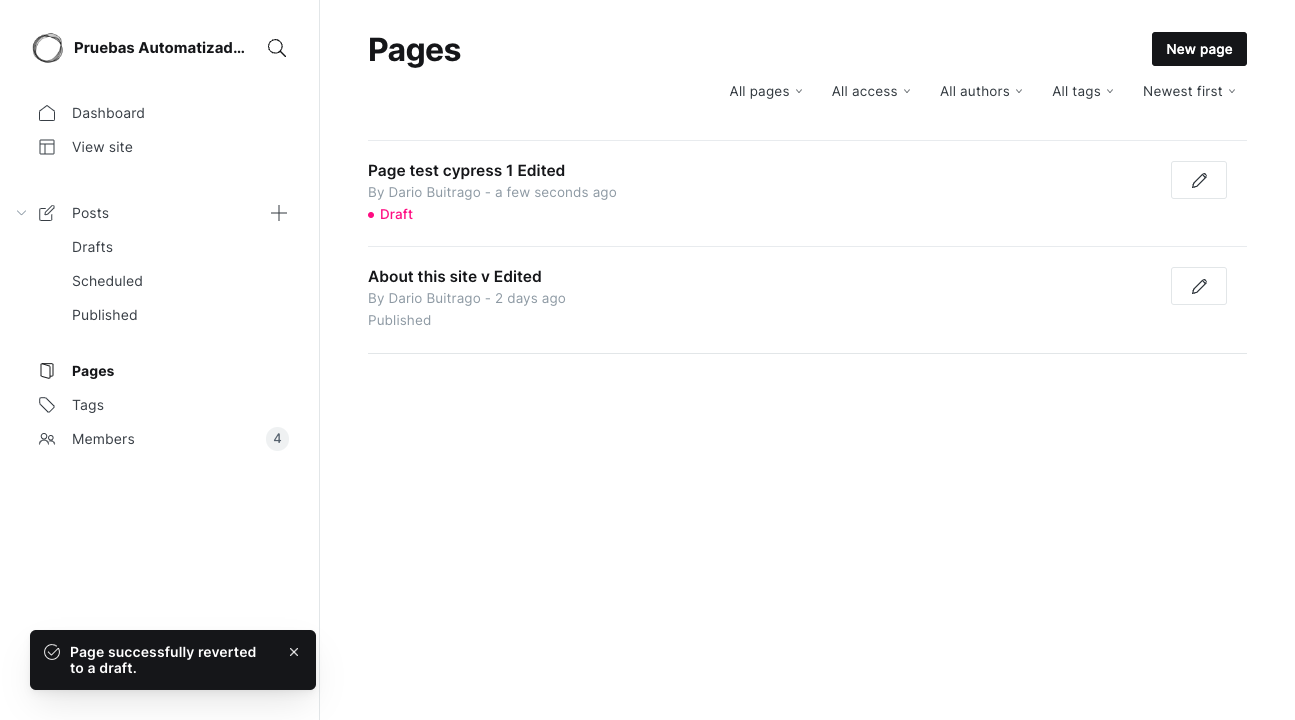 Pruebas Automatizad...
Dashboard
View site
Posts
Drafts
Scheduled
Published
Pages
Tags
Members 4
Page successfully reverted
to a draft.
Pages
New page
All pages All access All authors All tags Newest first
Page test cypress 1 Edited
By Dario Buitrago - a few seconds ago
Draft
About this site v Edited
By Dario Buitrago - 2 days ago
Published